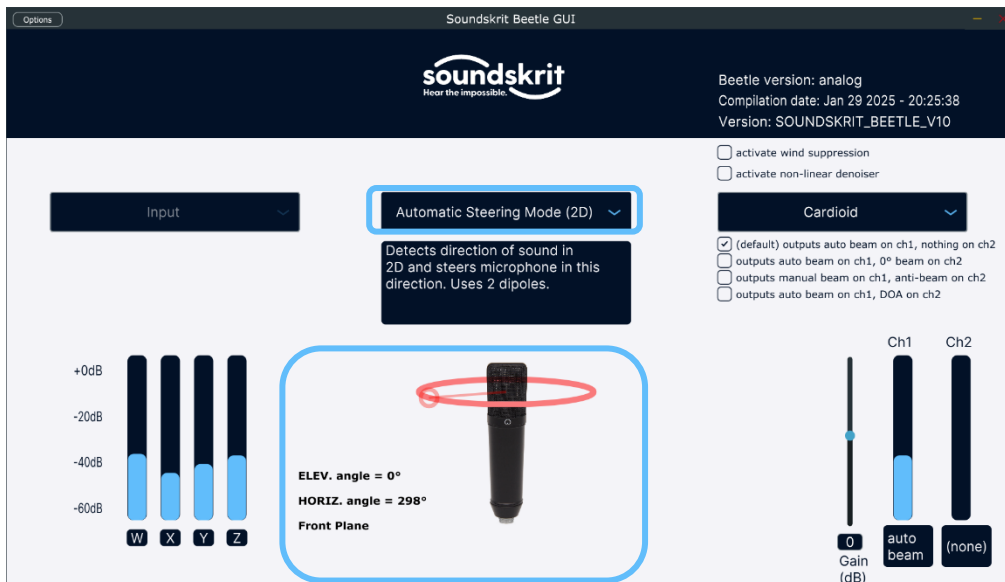 Options
Soundskrit Beetle GUI
soundskrit
Hear the impossible.
Beetle version: analog
Compilation date: Jan 29 2025 - 20:25:38
Version: SOUNDSKRIT_BEETLE_V10
activate wind suppression
activate non-linear denoiser
Input
Automatic Steering Mode (2D)
Cardioid
Detects direction of sound in
2D and steers microphone in this
direction. Uses 2 dipoles.
(default) outputs auto beam on ch1, nothing on ch2
outputs auto beam on ch1, 0° beam on ch2
outputs manual beam on ch1, anti-beam on ch2
outputs auto beam on ch1, DOA on ch2
+0dB
-20dB
-40dB
-60dB
W X Y Z
ELEV. angle = 0°
HORIZ. angle = 298°
Front Plane
Ch1 Ch2
0
Gain
(dB)
auto
beam
(none)